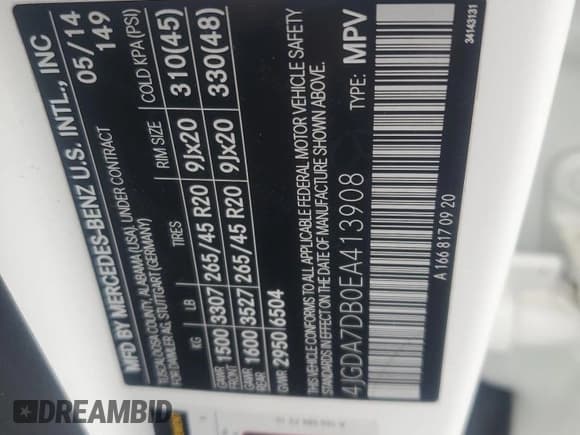 MFD BY MERCEDES-BENZ U.S. INTL., INC
05/14
TUSCALOOSA COUNTY, ALABAMA (USA), UNDER CONTRACT
FOR DAIMLER AG, STUTTGART (GERMANY)
149
KG LB TIRES RIM SIZE COLD KPA (PSI)
GAWR FRONT 1500 3307 265/45 R20 9Jx20 310(45)
GAWR REAR 1600 3527 265/45 R20 9Jx20 330(48)
GVWR 2950 6504
THIS VEHICLE CONFORMS TO ALL APPLICABLE FEDERAL MOTOR VEHICLE SAFETY
STANDARDS IN EFFECT ON THE DATE OF MANUFACTURE SHOWN ABOVE.
4JGDA7DB0EA413908 TYPE: MPV
A 166 817 09 20
34143131
DREAMBID